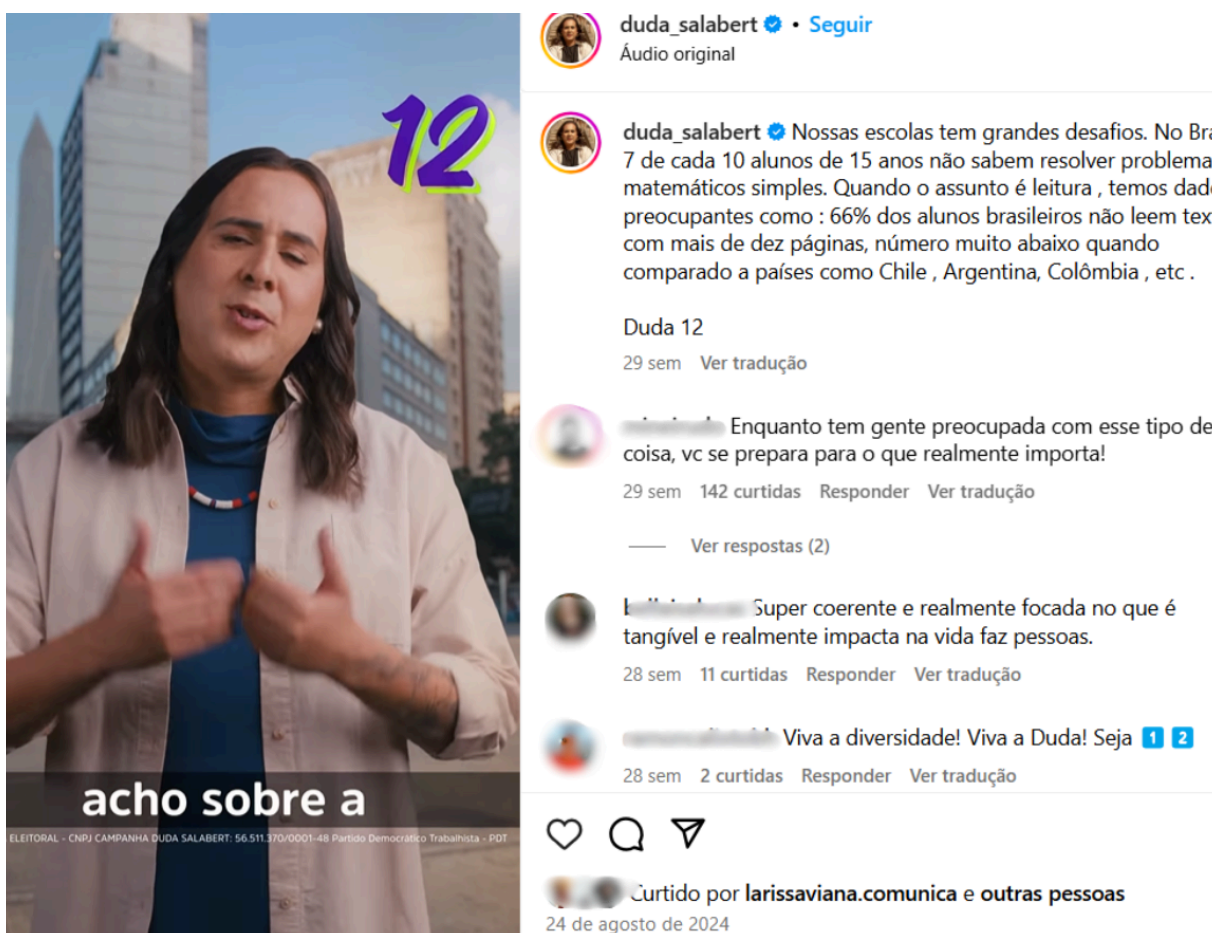 12
acho sobre a
ELEITORAL - CNPJ CAMPANHA DUDA SALABERT: 56.511.370/0001-48 Partido Democrático Trabalhista - PDT
duda_salabert • Seguir
Áudio original
duda_salabert Nossas escolas tem grandes desafios. No Bra
7 de cada 10 alunos de 15 anos não sabem resolver problema
matemáticos simples. Quando o assunto é leitura , temos dad
preocupantes como : 66% dos alunos brasileiros não leem tex
com mais de dez páginas, número muito abaixo quando
comparado a países como Chile , Argentina, Colômbia , etc .
Duda 12
29 sem Ver tradução
Enquanto tem gente preocupada com esse tipo de
coisa, vc se prepara para o que realmente importa!
29 sem 142 curtidas Responder Ver tradução
Ver respostas (2)
Super coerente e realmente focada no que é
tangível e realmente impacta na vida faz pessoas.
28 sem 11 curtidas Responder Ver tradução
Viva a diversidade! Viva a Duda! Seja 1 2
28 sem 2 curtidas Responder Ver tradução
Curtido por larissaviana.comunica e outras pessoas
24 de agosto de 2024